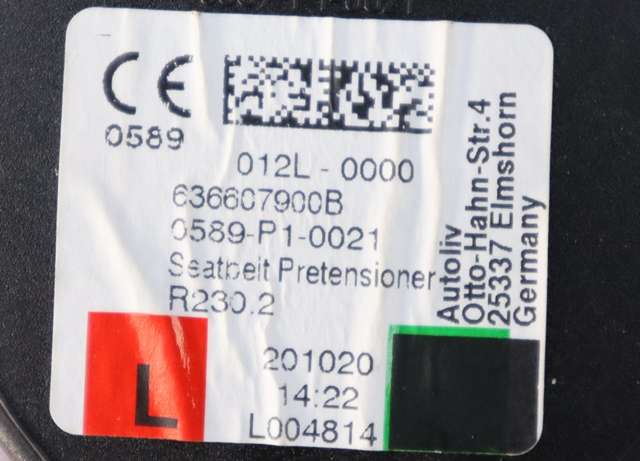 CE
0589
012L - 0000
636607900B
0589-P1-0021
Seatbelt Pretensioner
R230.2
L
201020
14:22
L004814
Autoliv
Otto-Hahn-Str.4
25337 Elmshorn
Germany